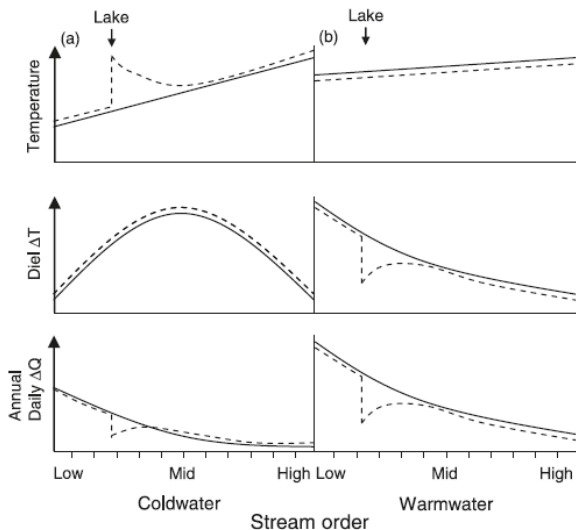 Lake
Lake
(a)
(b)
Temperature
Diel ΔT
Annual
Daily ΔQ
Low
Mid
High
Low
Mid
High
Coldwater
Warmwater
Stream order